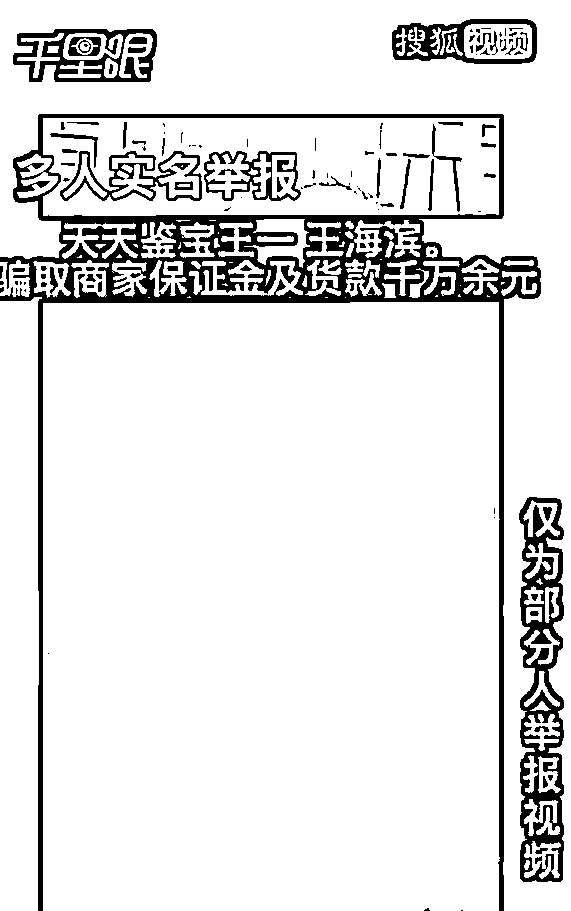 千里眼
搜狐视频
多人实名举报
天天鉴宝王一 王海滨。
骗取商家保证金及货款千万余元
仅为部分人举报视频